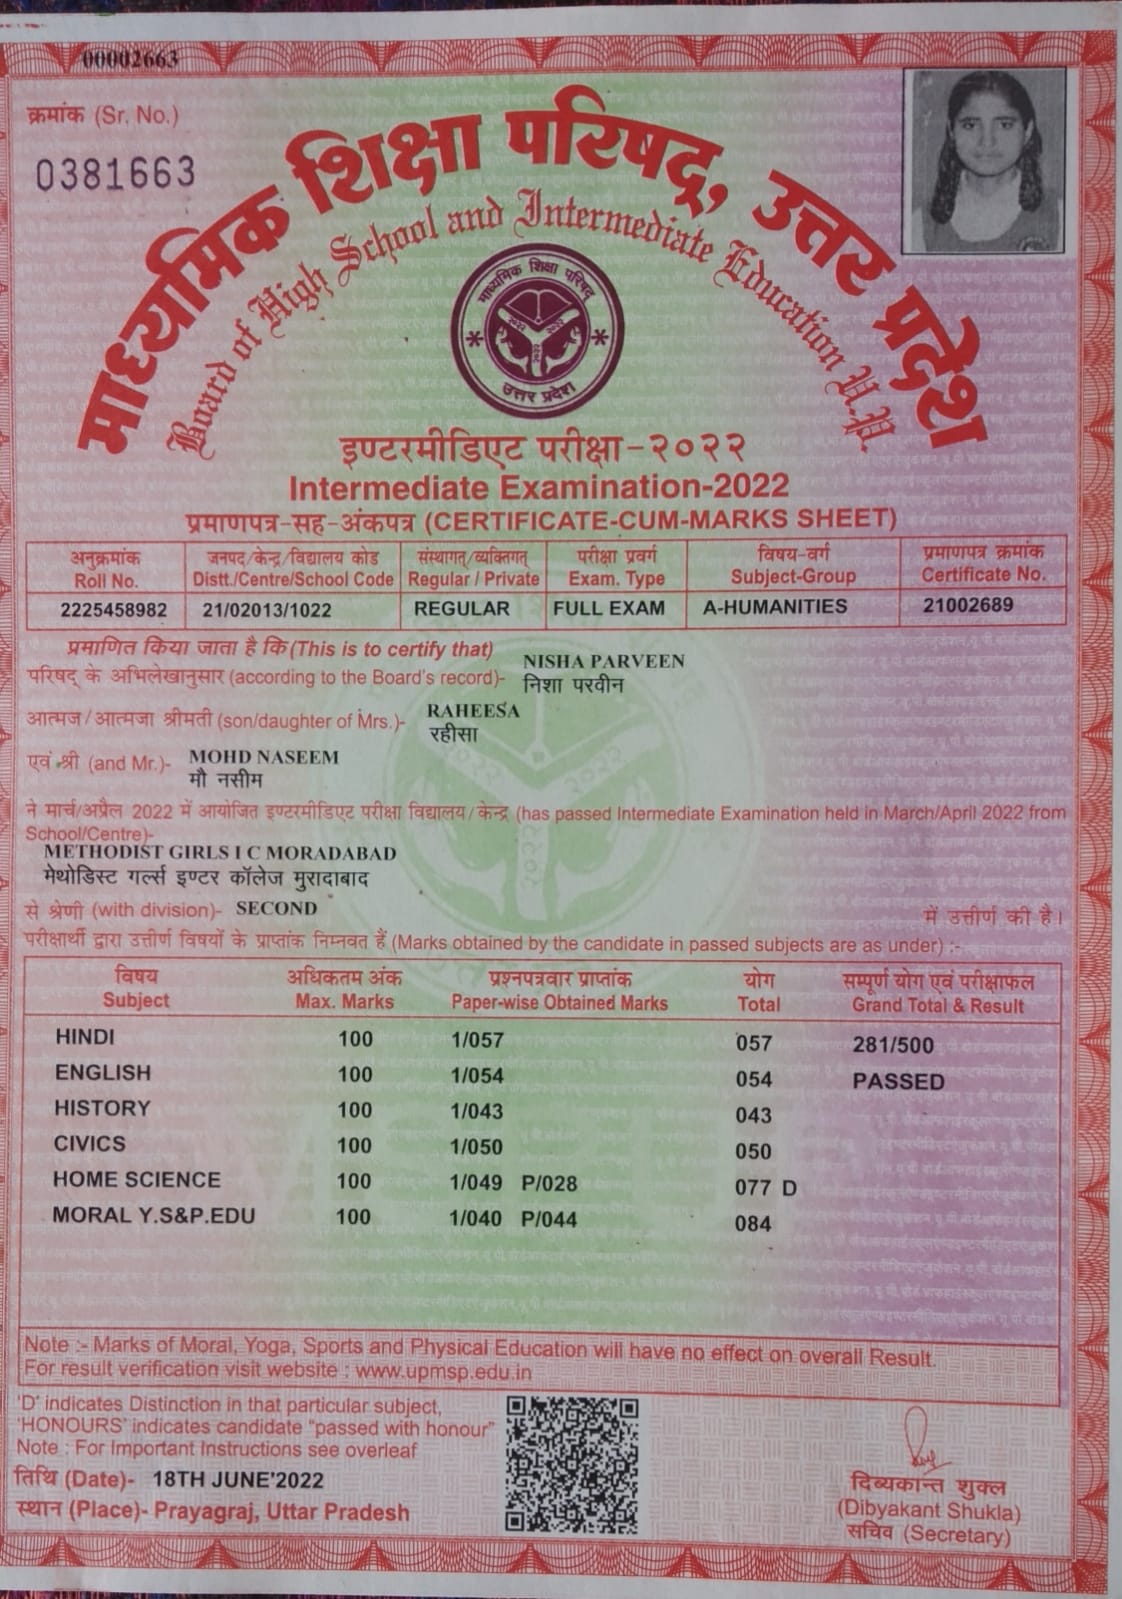 00002663
क्रमांक (Sr. No.)
0381663
माध्यमिक शिक्षा परिषद्, उत्तर प्रदेश
Board of High School and Intermediate Education U.P.
माध्यमिक शिक्षा परिषद्
२०२२ २०२२
२०२२
उत्तर प्रदेश
इण्टरमीडिएट परीक्षा-२०२२
Intermediate Examination-2022
प्रमाणपत्र-सह-अंकपत्र (CERTIFICATE-CUM-MARKS SHEET)
अनुक्रमांक जनपद/केन्द्र/विद्यालय कोड संस्थागत्/व्यक्तिगत् परीक्षा प्रवर्ग विषय-वर्ग प्रमाणपत्र क्रमांक
Roll No. Distt./Centre/School Code Regular / Private Exam. Type Subject-Group Certificate No.
2225458982 21/02013/1022 REGULAR FULL EXAM A-HUMANITIES 21002689
प्रमाणित किया जाता है कि (This is to certify that)
परिषद् के अभिलेखानुसार (according to the Board's record)- NISHA PARVEEN
निशा परवीन
आत्मज/आत्मजा श्रीमती (son/daughter of Mrs.)- RAHEESA
रहीसा
एवं श्री (and Mr.)- MOHD NASEEM
मौ नसीम
ने मार्च/अप्रैल 2022 में आयोजित इण्टरमीडिएट परीक्षा विद्यालय/केन्द्र (has passed Intermediate Examination held in March/April 2022 from
School/Centre)-
METHODIST GIRLS I C MORADABAD
मेथोडिस्ट गर्ल्स इण्टर कॉलेज मुरादाबाद
से श्रेणी (with division)- SECOND में उत्तीर्ण की है।
परीक्षार्थी द्वारा उत्तीर्ण विषयों के प्राप्तांक निम्नवत हैं (Marks obtained by the candidate in passed subjects are as under) :-
विषय अधिकतम अंक प्रश्नपत्रवार प्राप्तांक योग सम्पूर्ण योग एवं परीक्षाफल
Subject Max. Marks Paper-wise Obtained Marks Total Grand Total & Result
HINDI 100 1/057 057 281/500
ENGLISH 100 1/054 054 PASSED
HISTORY 100 1/043 043
CIVICS 100 1/050 050
HOME SCIENCE 100 1/049 P/028 077 D
MORAL Y.S&P.EDU 100 1/040 P/044 084
Note :- Marks of Moral, Yoga, Sports and Physical Education will have no effect on overall Result.
For result verification visit website : www.upmsp.edu.in
'D' indicates Distinction in that particular subject,
'HONOURS' indicates candidate "passed with honour"
Note : For Important Instructions see overleaf
तिथि (Date)- 18TH JUNE'2022
स्थान (Place)- Prayagraj, Uttar Pradesh
दिव्यकान्त शुक्ल
(Dibyakant Shukla)
सचिव (Secretary)